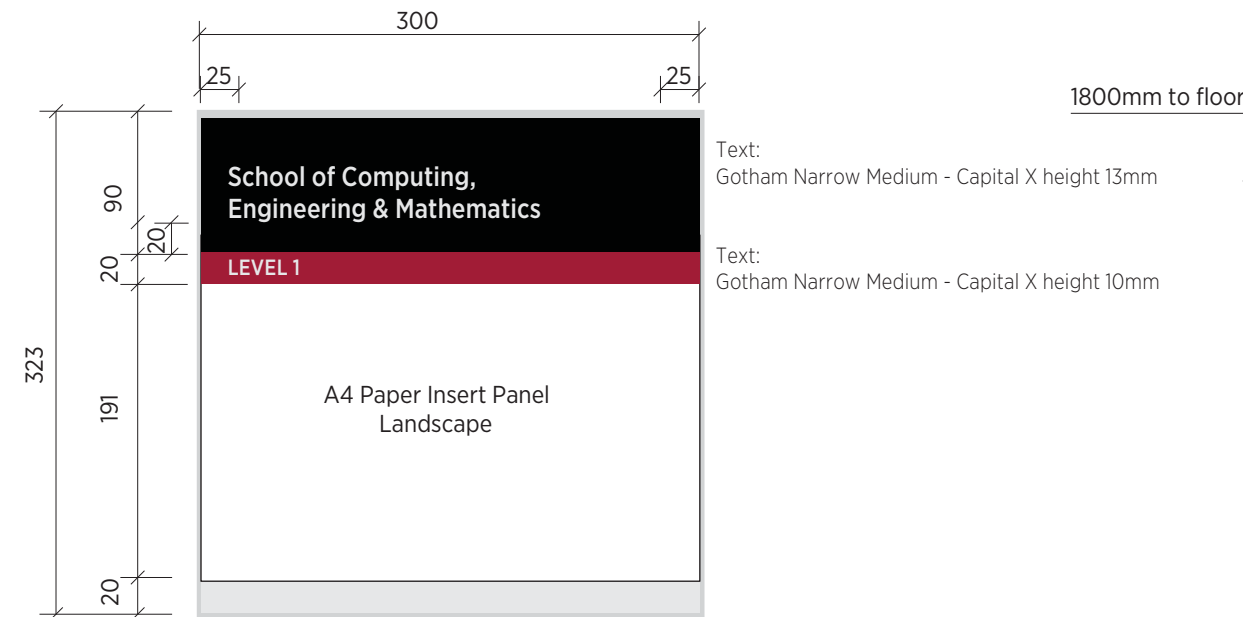 300
25
25
1800mm to floor
Text:
Gotham Narrow Medium - Capital X height 13mm
School of Computing,
Engineering & Mathematics
90
20
Text:
Gotham Narrow Medium - Capital X height 10mm
20
LEVEL 1
323
191
A4 Paper Insert Panel
Landscape
20